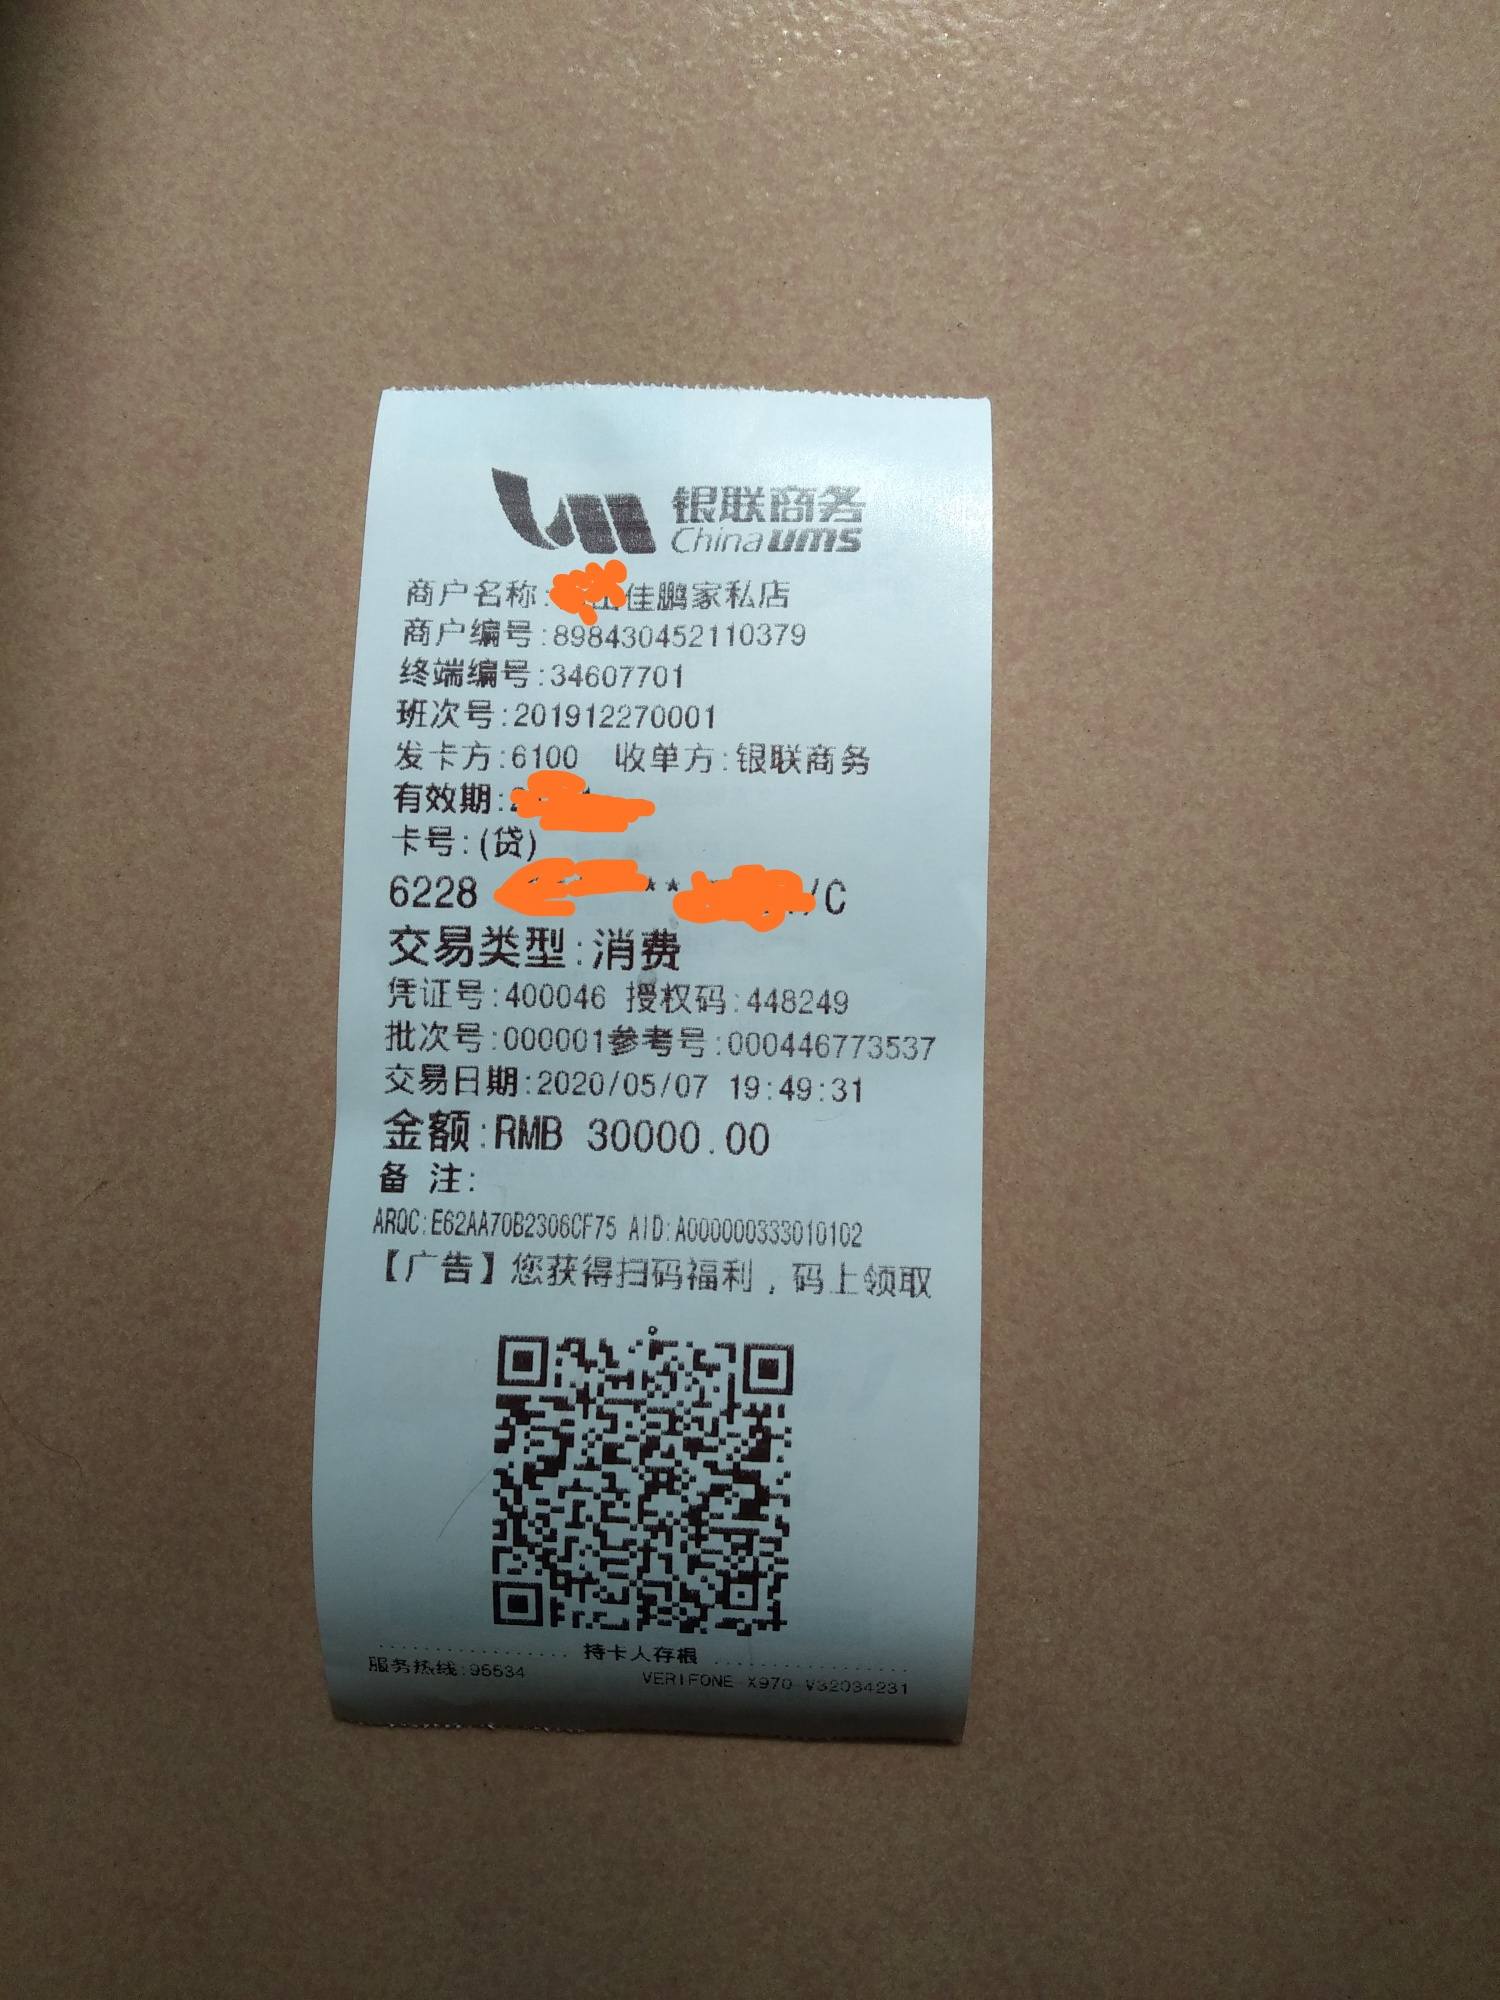 银联商务
China ums
商户名称:佳鹏家私店
商户编号:898430452110379
终端编号:34607701
班次号:201912270001
发卡方:6100 收单方:银联商务
有效期:
卡号:(贷)
6228 ** /C
交易类型:消费
凭证号:400046 授权码:448249
批次号:000001参考号:000446773537
交易日期:2020/05/07 19:49:31
金额:RMB 30000.00
备 注:
ARQC:E62AA70B2306CF75 AID:A000000333010102
【广告】您获得扫码福利，码上领取
。
持卡人存根
服务热线:95534
VERIFONE X970 V32034231